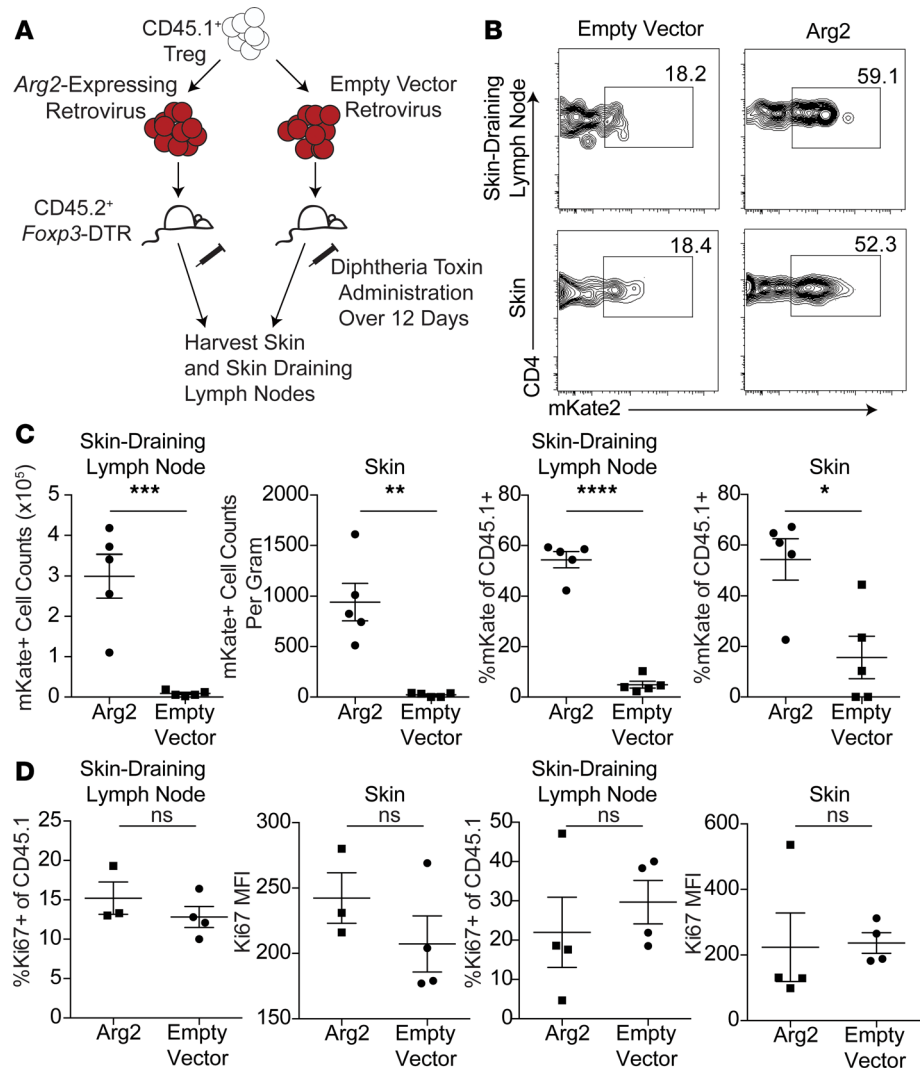 A
CD45.1+
Treg
Arg2-Expressing
Retrovirus
Empty Vector
Retrovirus
CD45.2+
Foxp3-DTR
Diphtheria Toxin
Administration
Over 12 Days
Harvest Skin
and Skin Draining
Lymph Nodes
B
Empty Vector
Arg2
Skin-Draining
Lymph Node
18.2
59.1
Skin
18.4
52.3
CD4
mKate2
C
Skin-Draining
Lymph Node
mKate+ Cell Counts (x10⁵)
5
4
3
2
1
0
***
Arg2
Empty
Vector
Skin
mKate+ Cell Counts
Per Gram
2000
1500
1000
500
0
**
Arg2
Empty
Vector
Skin-Draining
Lymph Node
%mKate of CD45.1+
80
60
40
20
0
****
Arg2
Empty
Vector
Skin
%mKate of CD45.1+
80
60
40
20
0
*
Arg2
Empty
Vector
D
Skin-Draining
Lymph Node
%Ki67+ of CD45.1
25
20
15
10
5
0
ns
Arg2
Empty
Vector
Skin
Ki67 MFI
300
250
200
150
ns
Arg2
Empty
Vector
Skin-Draining
Lymph Node
%Ki67+ of CD45.1
50
40
30
20
10
0
ns
Arg2
Empty
Vector
Skin
Ki67 MFI
600
400
200
0
ns
Arg2
Empty
Vector